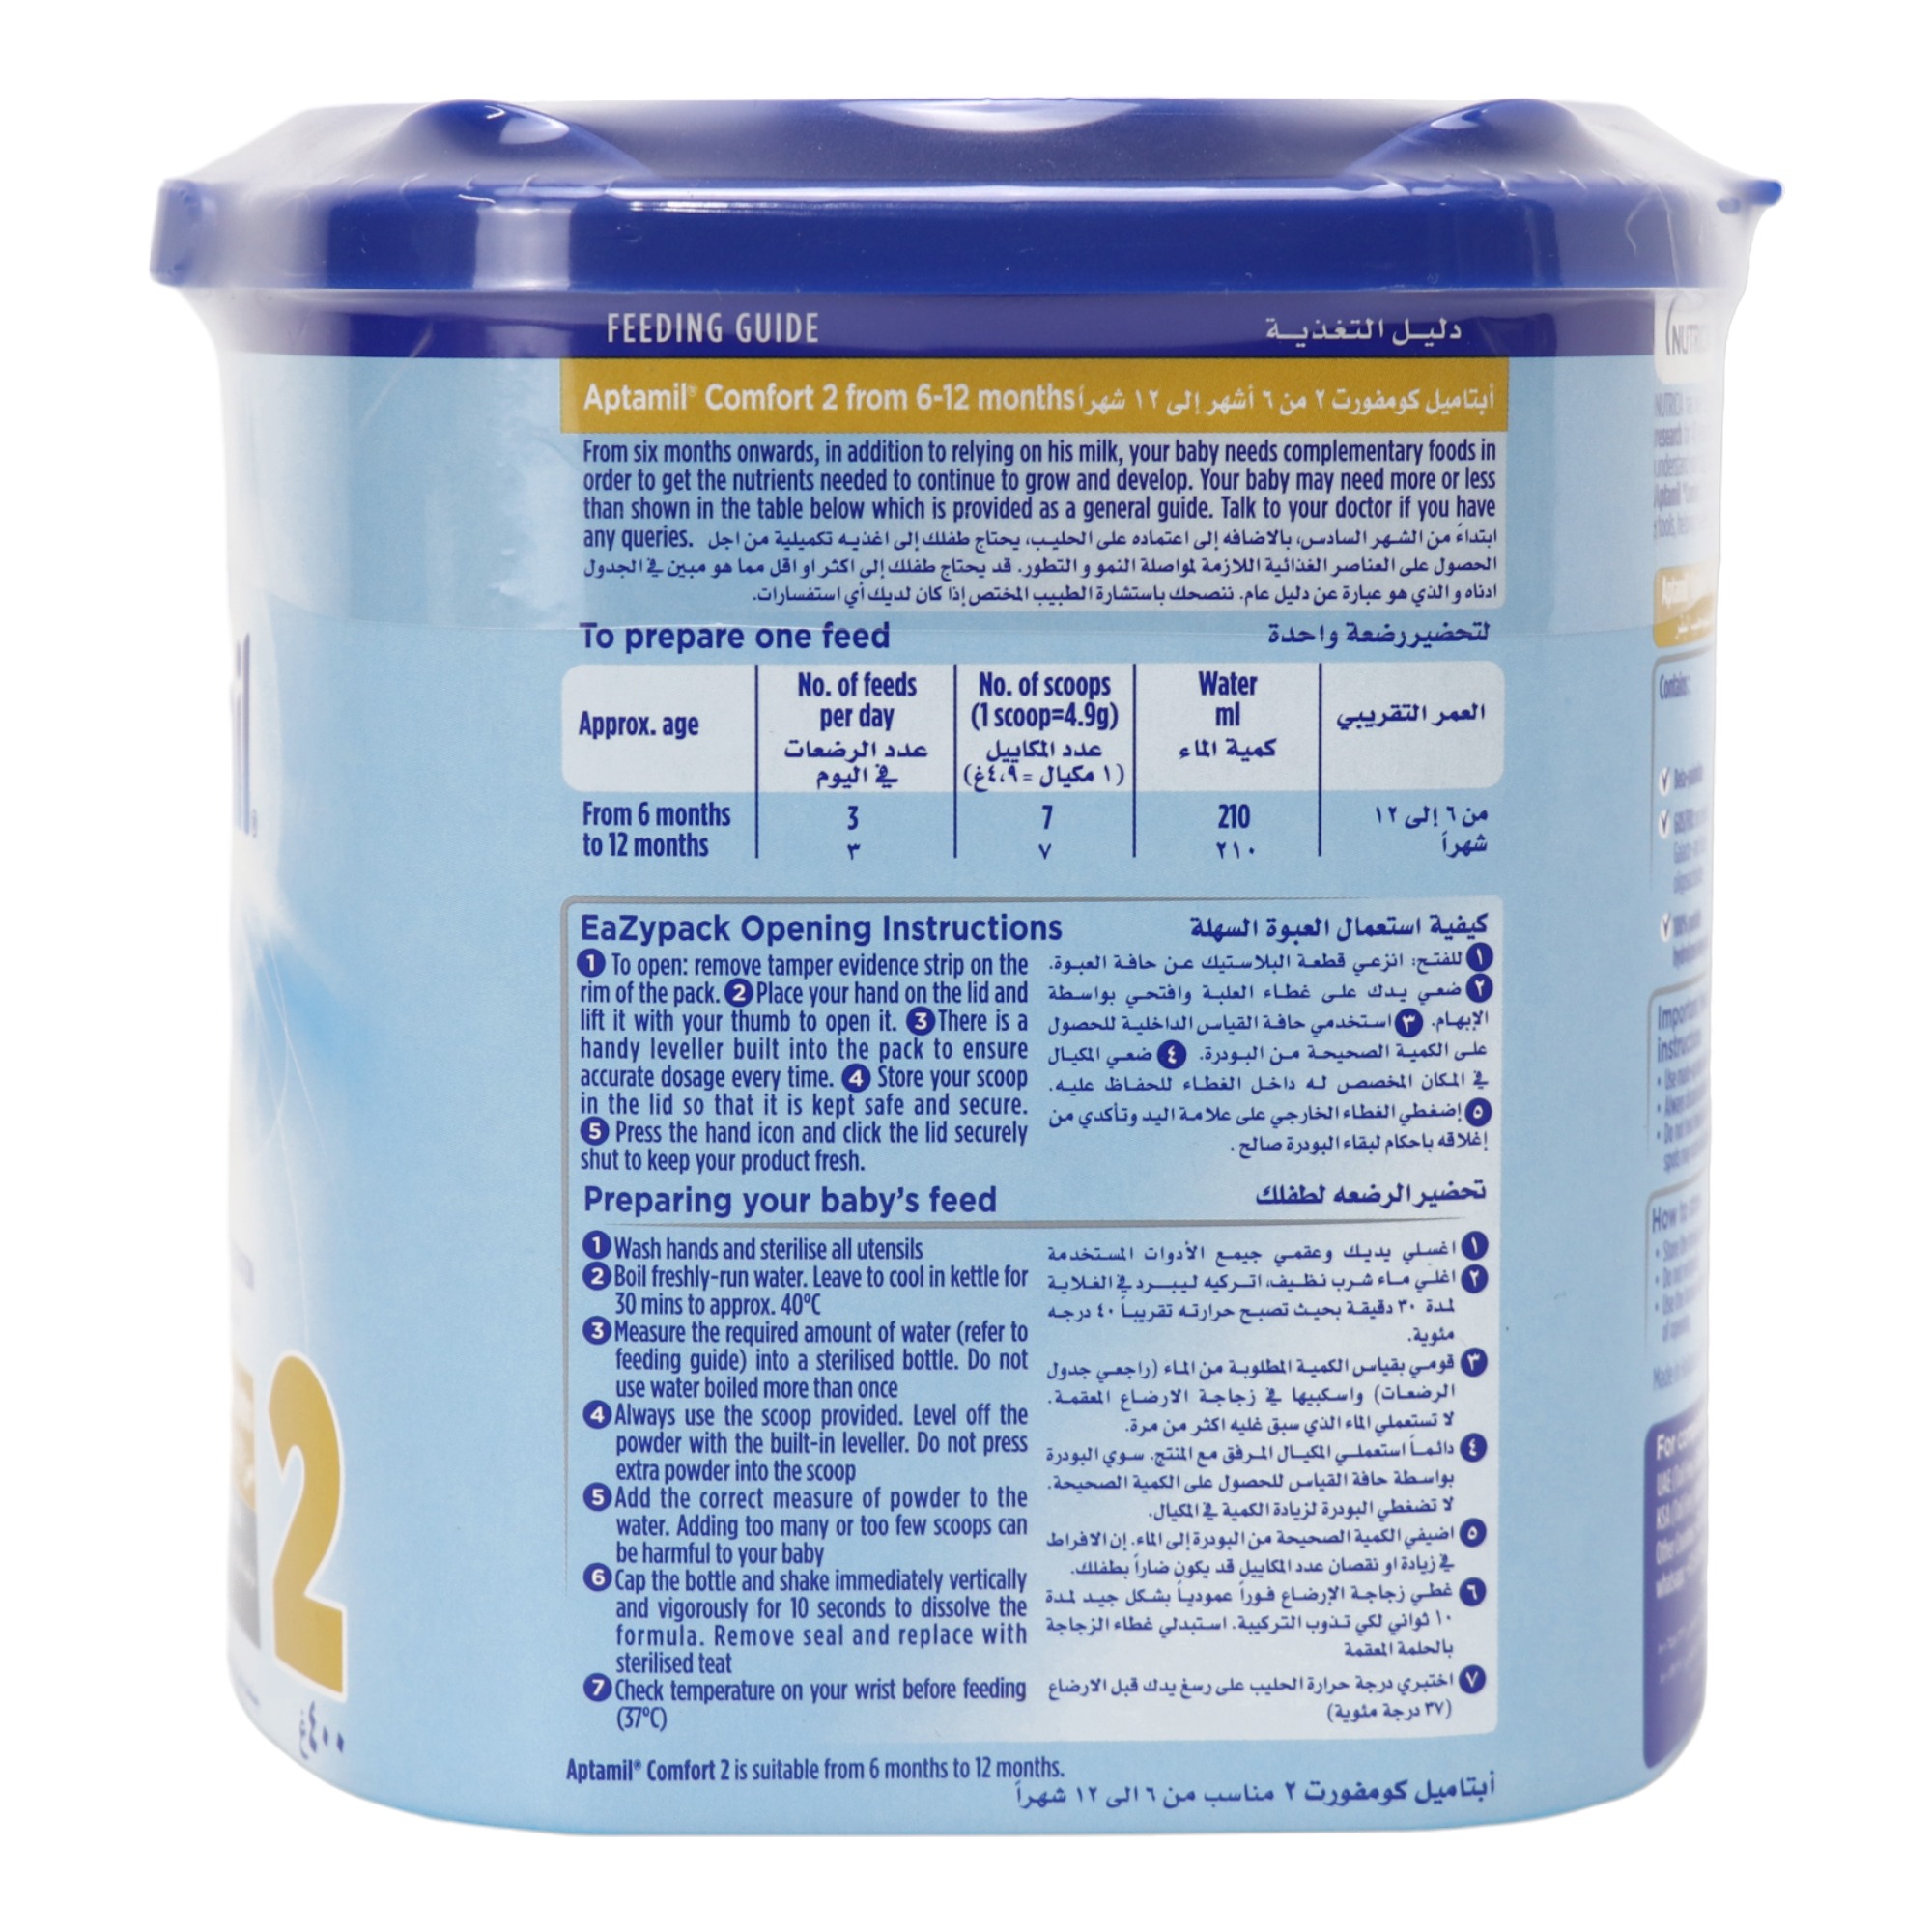 FEEDING GUIDE
دليل التغذية
Aptamil® Comfort 2 from 6-12 months
أبتاميل كومفورت ٢ من ٦ أشهر إلى ١٢ شهراً
From six months onwards, in addition to relying on his milk, your baby needs complementary foods in
order to get the nutrients needed to continue to grow and develop. Your baby may need more or less
than shown in the table below which is provided as a general guide. Talk to your doctor if you have
any queries.
ابتداءً من الشهر السادس، بالاضافه إلى اعتماده على الحليب، يحتاج طفلك إلى اغذيه تكميلية من اجل
الحصول على العناصر الغذائية اللازمة لمواصلة النمو و التطور. قد يحتاج طفلك إلى اكثر او اقل مما هو مبين في الجدول
ادناه و الذي هو عبارة عن دليل عام. ننصحك باستشارة الطبيب المختص إذا كان لديك أي استفسارات.
To prepare one feed
لتحضير رضعة واحدة
Approx. age
No. of feeds
per day
عدد الرضعات
في اليوم
No. of scoops
(1 scoop=4.9g)
عدد المكاييل
(١ مكيال = ٤،٩غ)
Water
ml
كمية الماء
العمر التقريبي
From 6 months
to 12 months
3
٣
7
٧
210
٢١٠
من ٦ إلى ١٢
شهراً
EaZypack Opening Instructions
1 To open: remove tamper evidence strip on the
rim of the pack. 2 Place your hand on the lid and
lift it with your thumb to open it. 3 There is a
handy leveller built into the pack to ensure
accurate dosage every time. 4 Store your scoop
in the lid so that it is kept safe and secure.
5 Press the hand icon and click the lid securely
shut to keep your product fresh.
كيفية استعمال العبوة السهلة
١ للفتح: انزعي قطعة البلاستيك عن حافة العبوة.
٢ ضعي يدك على غطاء العلبة وافتحي بواسطة
الإبهام. ٣ استخدمي حافة القياس الداخلية للحصول
على الكمية الصحيحة من البودرة. ٤ ضعي المكيال
في المكان المخصص له داخل الغطاء للحفاظ عليه.
٥ إضغطي الغطاء الخارجي على علامة اليد وتأكدي من
إغلاقه باحكام لبقاء البودرة صالح.
Preparing your baby's feed
تحضير الرضعه لطفلك
1 Wash hands and sterilise all utensils
2 Boil freshly-run water. Leave to cool in kettle for
30 mins to approx. 40°C
3 Measure the required amount of water (refer to
feeding guide) into a sterilised bottle. Do not
use water boiled more than once
4 Always use the scoop provided. Level off the
powder with the built-in leveller. Do not press
extra powder into the scoop
5 Add the correct measure of powder to the
water. Adding too many or too few scoops can
be harmful to your baby
6 Cap the bottle and shake immediately vertically
and vigorously for 10 seconds to dissolve the
formula. Remove seal and replace with
sterilised teat
7 Check temperature on your wrist before feeding
(37°C)
١ اغسلي يديك وعقمي جيمع الأدوات المستخدمة
٢ اغلي ماء شرب نظيف، اتركيه ليبرد في الغلاية
لمدة ٣٠ دقيقة بحيث تصبح حرارته تقريباً ٤٠ درجه
مئوية.
٣ قومي بقياس الكمية المطلوبة من الماء (راجعي جدول
الرضعات) واسكبيها في زجاجة الارضاع المعقمة.
لا تستعملي الماء الذي سبق غليه اكثر من مرة.
٤ دائماً استعملي المكيال المرفق مع المنتج. سوي البودرة
بواسطة حافة القياس للحصول على الكمية الصحيحة.
لا تضغطي البودرة لزيادة الكمية في المكيال.
٥ اضيفي الكمية الصحيحة من البودرة إلى الماء. إن الافراط
في زيادة او نقصان عدد المكاييل قد يكون ضاراً بطفلك.
٦ غطي زجاجة الإرضاع فوراً عمودياً بشكل جيد لمدة
١٠ ثواني لكي تذوب التركيبة. استبدلي غطاء الزجاجة
بالحلمة المعقمة
٧ اختبري درجة حرارة الحليب على رسغ يدك قبل الارضاع
(٣٧ درجة مئوية)
Aptamil® Comfort 2 is suitable from 6 months to 12 months.
أبتاميل كومفورت ٢ مناسب من ٦ الى ١٢ شهراً
2
٤٠٠غ